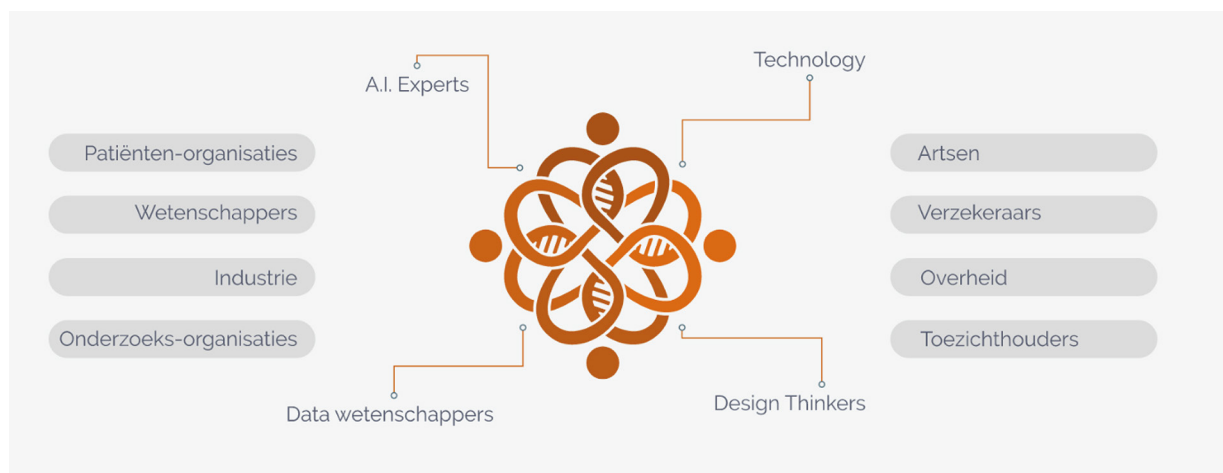 Technology
A.I. Experts
Patiënten-organisaties
Wetenschappers
Industrie
Onderzoeks-organisaties
Artsen
Verzekeraars
Overheid
Toezichthouders
Data wetenschappers
Design Thinkers